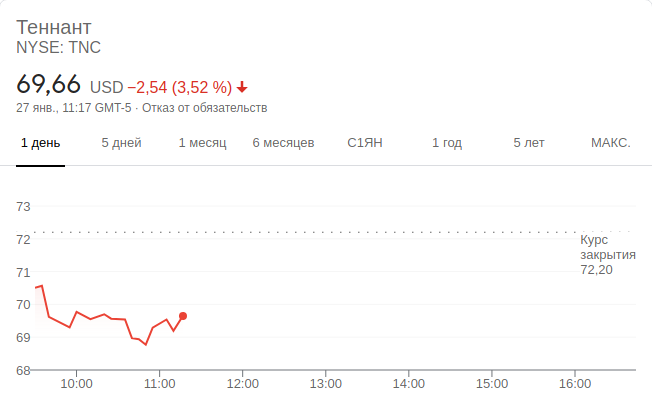 Теннант
NYSE: TNC
69,66 USD −2,54 (3,52 %)
27 янв., 11:17 GMT-5 · Отказ от обязательств
1 день 5 дней 1 месяц 6 месяцев С1ЯН 1 год 5 лет МАКС.
73
72
Курс
закрытия
72,20
71
70
69
68
10:00 11:00 12:00 13:00 14:00 15:00 16:00